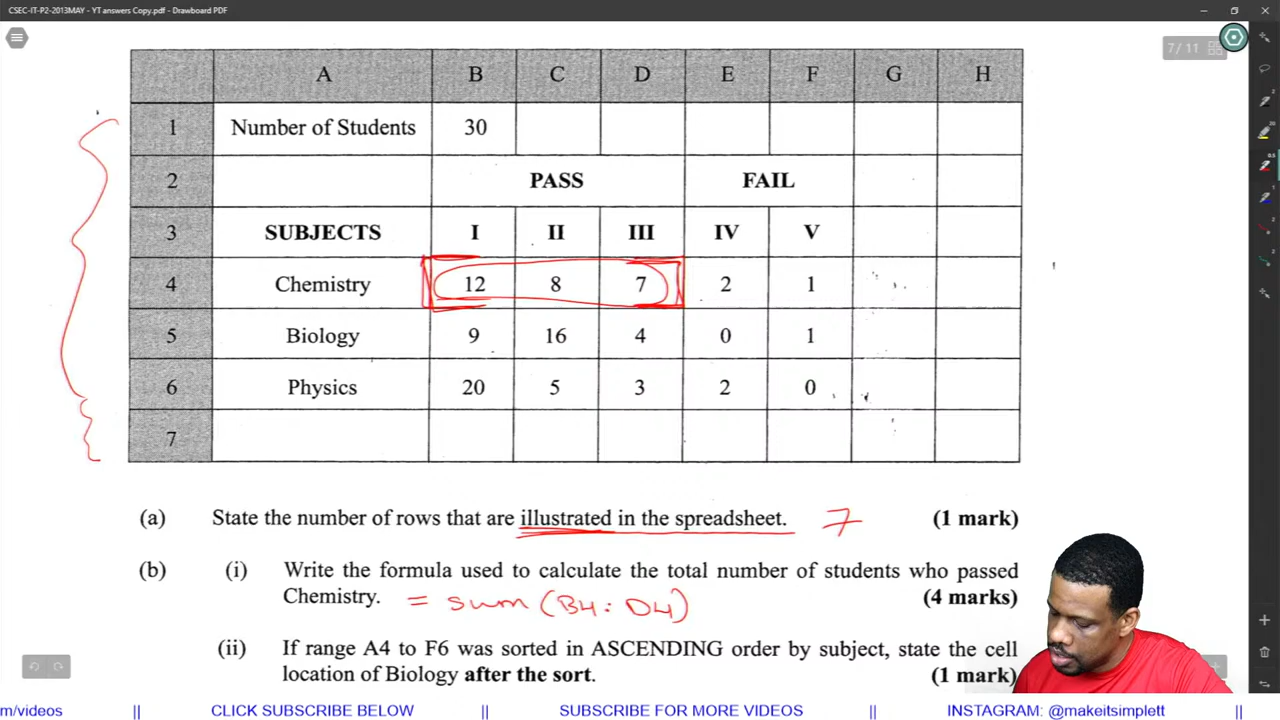 CSEC-IT-P2-2013MAY - YT answers Copy.pdf - Drawboard PDF
7 / 11
A B C D E F G H
1 Number of Students 30
2 PASS FAIL
3 SUBJECTS I II III IV V
4 Chemistry 12 8 7 2 1
5 Biology 9 16 4 0 1
6 Physics 20 5 3 2 0
7
(a) State the number of rows that are illustrated in the spreadsheet. 7 (1 mark)
(b) (i) Write the formula used to calculate the total number of students who passed
Chemistry. = sum (B4 : D4) (4 marks)
(ii) If range A4 to F6 was sorted in ASCENDING order by subject, state the cell
location of Biology after the sort. (1 mark)
m/videos || CLICK SUBSCRIBE BELOW || SUBSCRIBE FOR MORE VIDEOS || INSTAGRAM: @makeitsimplett ||